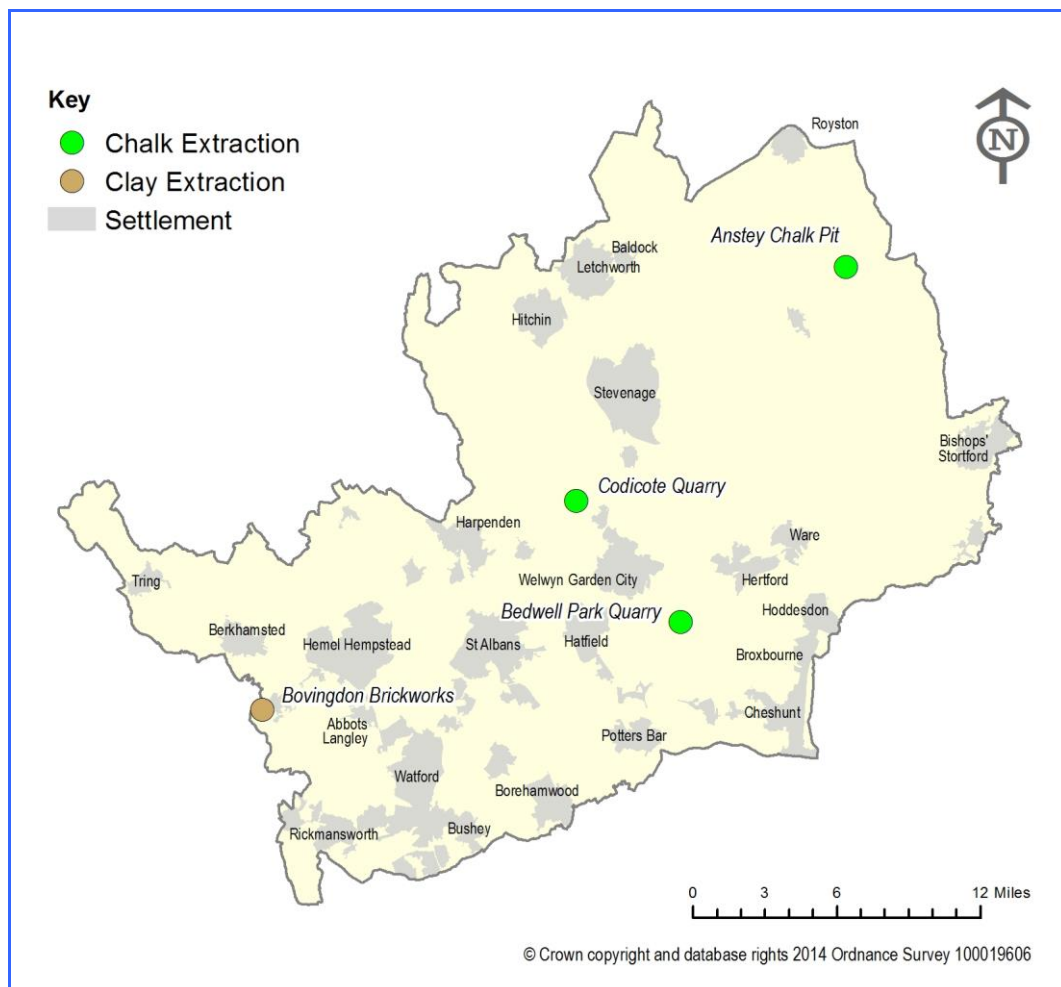 Key
Chalk Extraction
Clay Extraction
Settlement
N
Royston
Anstey Chalk Pit
Baldock
Letchworth
Hitchin
Stevenage
Bishops'
Stortford
Codicote Quarry
Harpenden
Ware
Tring
Welwyn Garden City
Hertford
Bedwell Park Quarry
Hoddesdon
Berkhamsted
Hemel Hempstead
St Albans
Hatfield
Broxbourne
Bovingdon Brickworks
Abbots
Langley
Cheshunt
Potters Bar
Watford
Borehamwood
Rickmansworth
Bushey
0 3 6 12 Miles
© Crown copyright and database rights 2014 Ordnance Survey 100019606